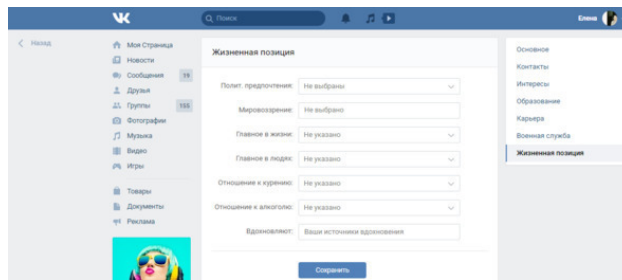 Поиск
Елена
Назад
Моя Страница
Новости
Сообщения 19
Друзья
Группы 155
Фотографии
Музыка
Видео
Игры
Товары
Документы
Реклама
Жизненная позиция
Полит. предпочтения: Не выбраны
Мировоззрение: Не выбрано
Главное в жизни: Не указано
Главное в людях: Не указано
Отношение к курению: Не указано
Отношение к алкоголю: Не указано
Вдохновляют: Ваши источники вдохновения
Сохранить
Основное
Контакты
Интересы
Образование
Карьера
Военная служба
Жизненная позиция